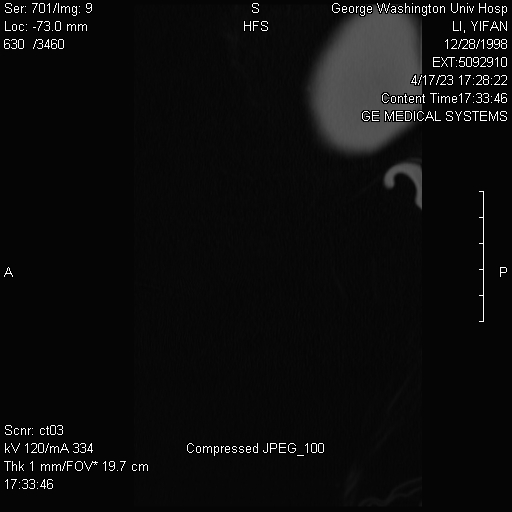 Ser: 701/Img: 9
Loc: -73.0 mm
630 /3460
S
HFS
George Washington Univ Hosp
LI, YIFAN
12/28/1998
EXT:5092910
4/17/23 17:28:22
Content Time17:33:46
GE MEDICAL SYSTEMS
A
P
Scnr: ct03
kV 120/mA 334
Thk 1 mm/FOV* 19.7 cm
17:33:46
Compressed JPEG_100